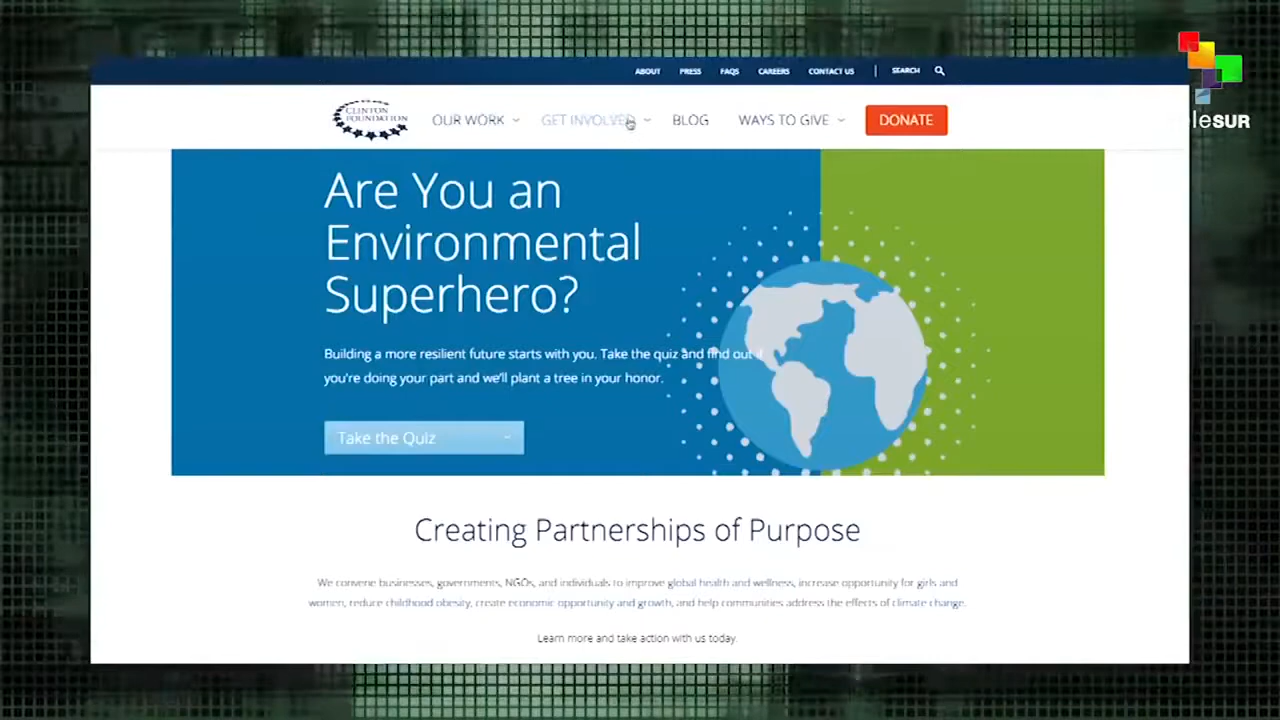 ABOUT PRESS FAQS CAREERS CONTACT US SEARCH
CLINTON
FOUNDATION
OUR WORK GET INVOLVED BLOG WAYS TO GIVE DONATE
leSUR
Are You an
Environmental
Superhero?
Building a more resilient future starts with you. Take the quiz and find out if
you're doing your part and we'll plant a tree in your honor.
Take the Quiz
Creating Partnerships of Purpose
We convene businesses, governments, NGOs, and individuals to improve global health and wellness, increase opportunity for girls and
women, reduce childhood obesity, create economic opportunity and growth, and help communities address the effects of climate change.
Learn more and take action with us today.